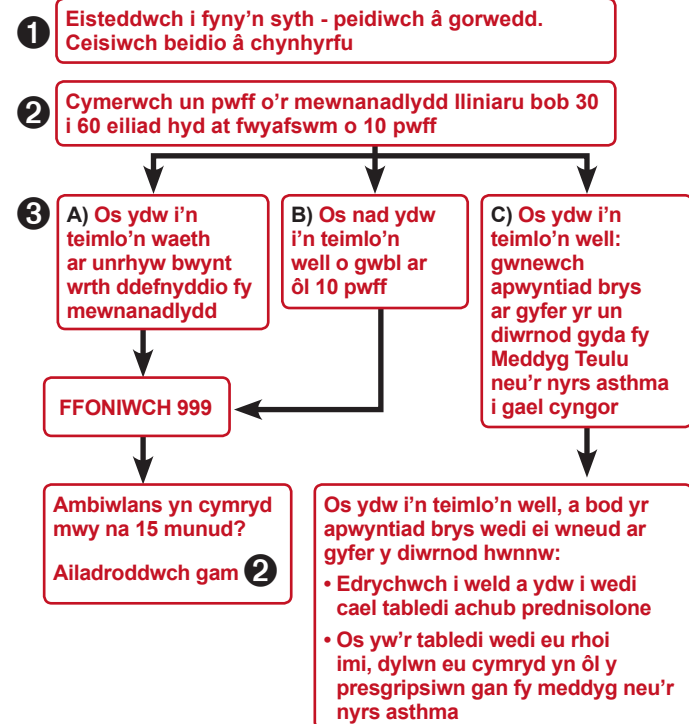 ❶ Eisteddwch i fyny'n syth - peidiwch â gorwedd.
Ceisiwch beidio â chynhyrfu
❷ Cymerwch un pwff o'r mewnanadlydd lliniaru bob 30
i 60 eiliad hyd at fwyafswm o 10 pwff
❸ A) Os ydw i'n
teimlo'n waeth
ar unrhyw bwynt
wrth ddefnyddio fy
mewnanadlydd
B) Os nad ydw
i'n teimlo'n
well o gwbl ar
ôl 10 pwff
C) Os ydw i'n
teimlo'n well:
gwnewch
apwyntiad brys
ar gyfer yr un
diwrnod gyda fy
Meddyg Teulu
neu'r nyrs asthma
i gael cyngor
FFONIWCH 999
Ambiwlans yn cymryd
mwy na 15 munud?
Ailadroddwch gam ❷
Os ydw i'n teimlo'n well, a bod yr
apwyntiad brys wedi ei wneud ar
gyfer y diwrnod hwnnw:
• Edrychwch i weld a ydw i wedi
cael tabledi achub prednisolone
• Os yw'r tabledi wedi eu rhoi
imi, dylwn eu cymryd yn ôl y
presgripsiwn gan fy meddyg neu'r
nyrs asthma